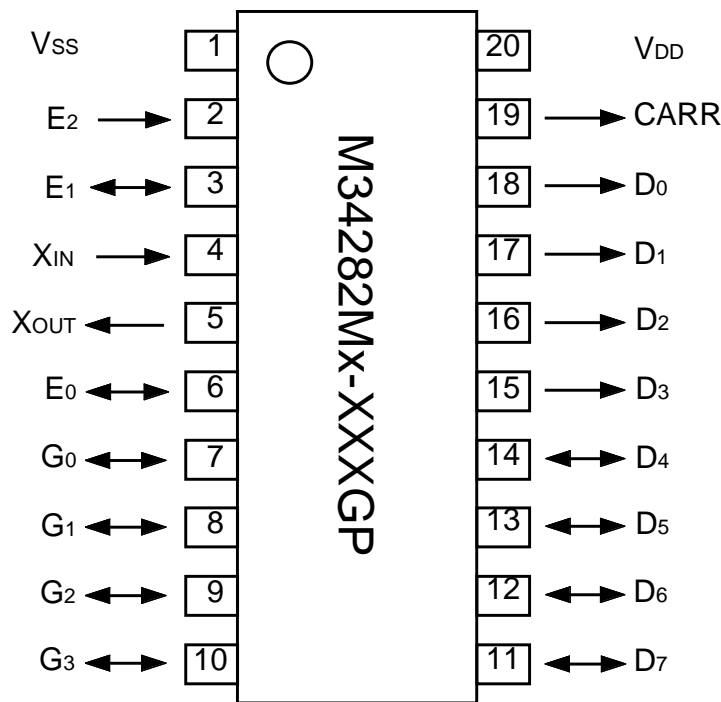 VSS 1 20 VDD
E2 2 19 CARR
E1 3 18 D0
XIN 4 17 D1
XOUT 5 16 D2
E0 6 15 D3
G0 7 14 D4
G1 8 13 D5
G2 9 12 D6
G3 10 11 D7
M34282Mx-XXXGP